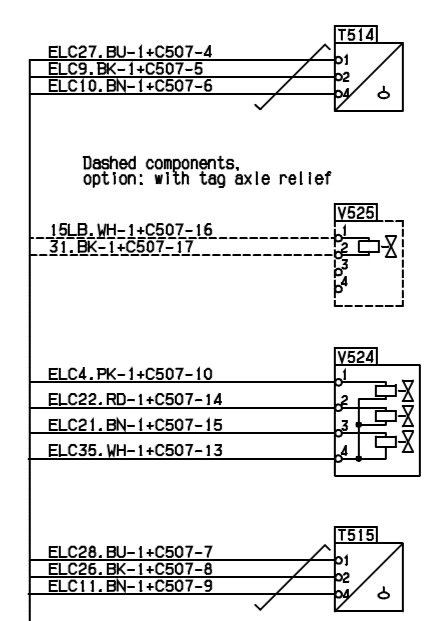 T514
ELC27.BU-1+C507-4 1
ELC9.BK-1+C507-5 2
ELC10.BN-1+C507-6 4
Dashed components,
option: with tag axle relief
V525
15LB.WH-1+C507-16 1
31.BK-1+C507-17 2
3
4
V524
ELC4.PK-1+C507-10 1
ELC22.RD-1+C507-14 2
ELC21.BN-1+C507-15 3
ELC35.WH-1+C507-13 4
T515
ELC28.BU-1+C507-7 1
ELC26.BK-1+C507-8 2
ELC11.BN-1+C507-9 4